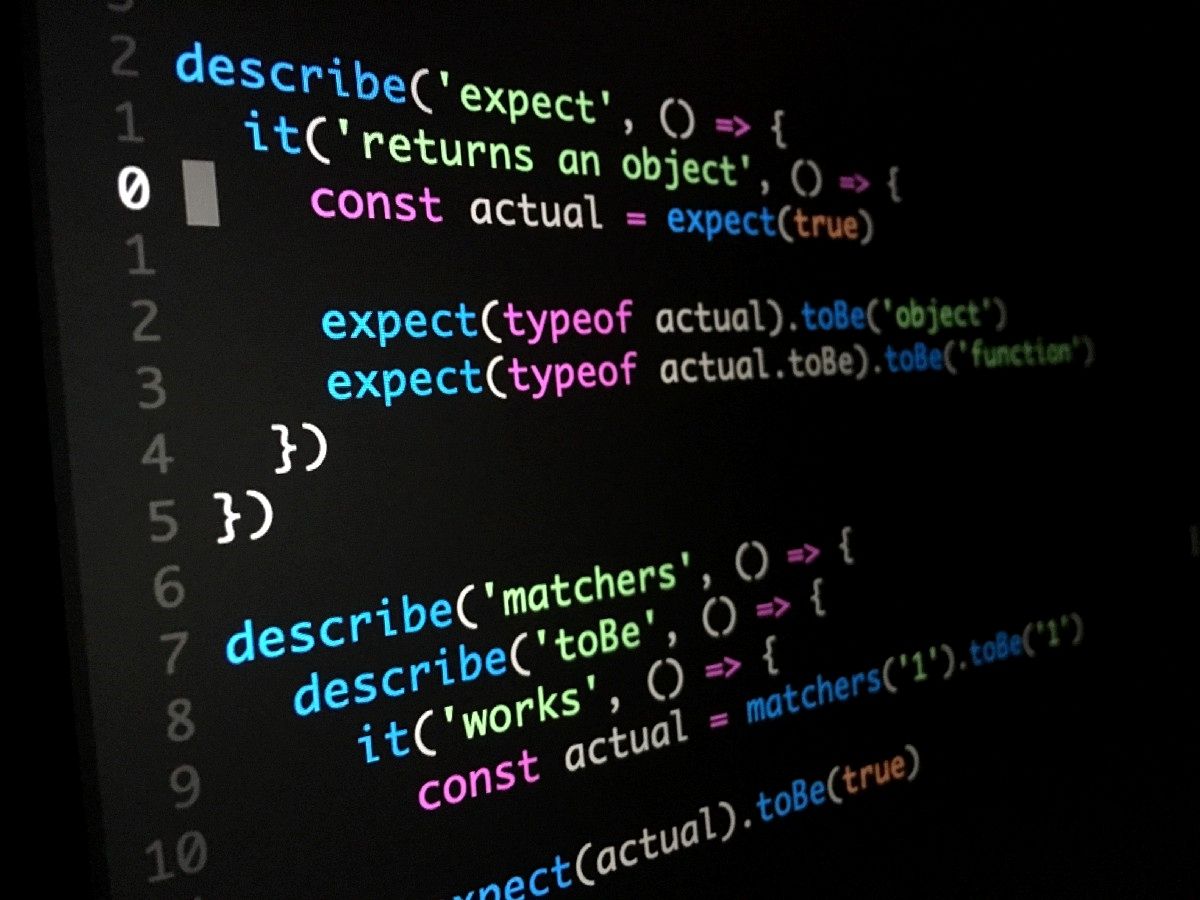 2 describe('expect', () => {
1 it('returns an object', () => {
0 const actual = expect(true)
1
2 expect(typeof actual).toBe('object')
3 expect(typeof actual.toBe).toBe('function')
4 })
5 })
6
7 describe('matchers', () => {
8 describe('toBe', () => {
9 it('works', () => {
10 const actual = matchers('1').toBe('1')
expect(actual).toBe(true)